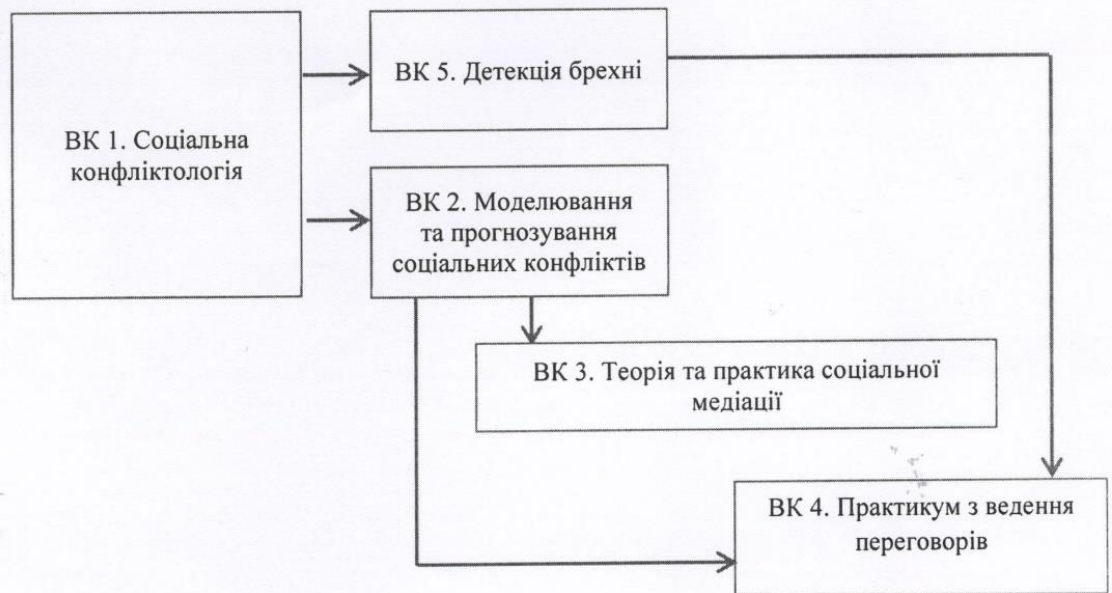 ВК 1. Соціальна
конфліктологія
ВК 5. Детекція брехні
ВК 2. Моделювання
та прогнозування
соціальних конфліктів
ВК 3. Теорія та практика соціальної
медіації
ВК 4. Практикум з ведення
переговорів